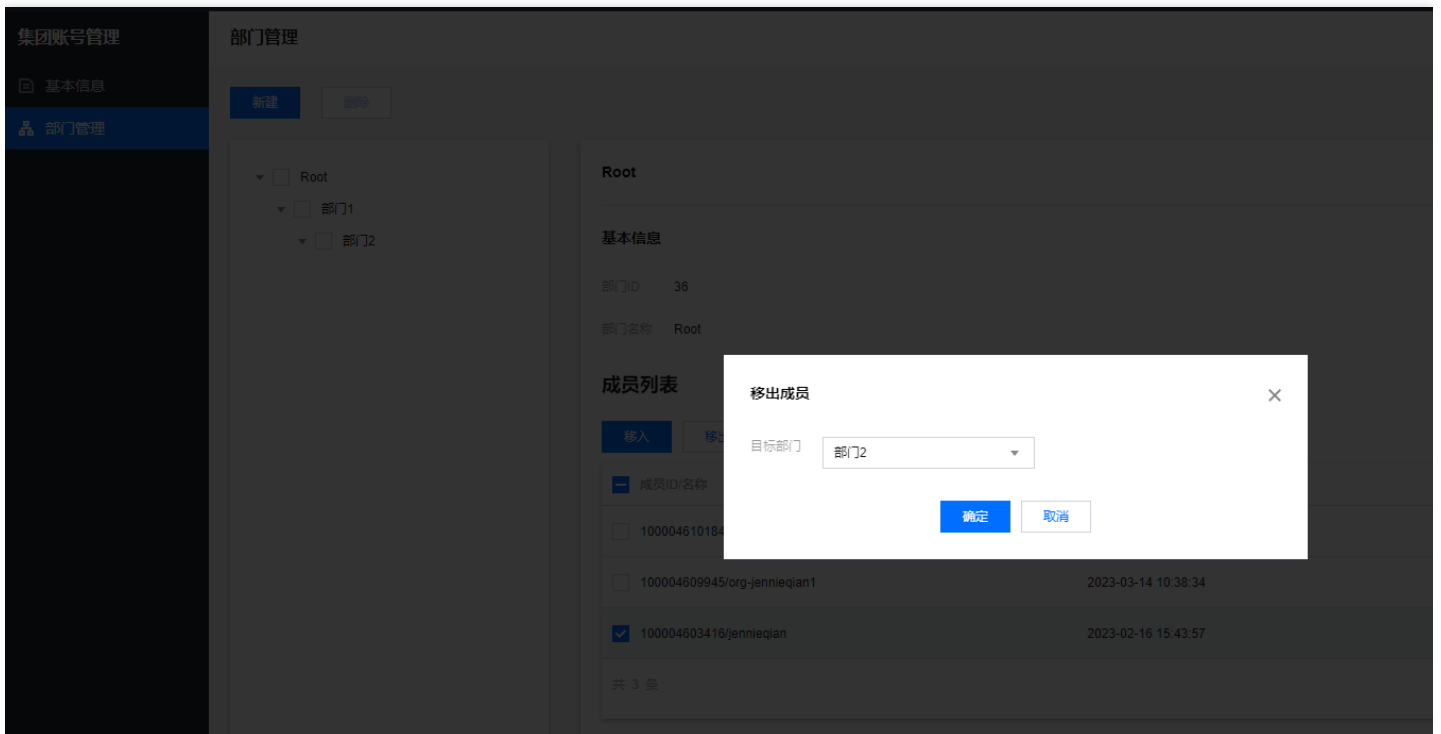 集团账号管理
基本信息
部门管理
部门管理
新建 删除
Root
部门1
部门2
Root
基本信息
部门ID 36
部门名称 Root
成员列表
移入
成员ID/名称
100004610184
100004609945/org-jennieqian1 2023-03-14 10:38:34
100004603416/jennieqian 2023-02-16 15:43:57
共 3 条
移出成员
目标部门 部门2
确定 取消